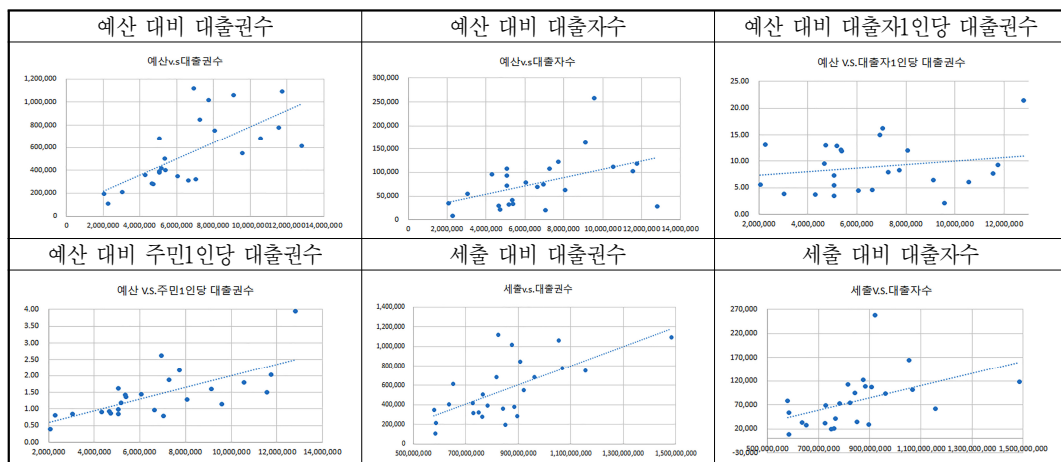 예산 대비 대출권수
예산 대비 대출자수
예산 대비 대출자1인당 대출권수
예산v.s대출권수
1,200,000
1,000,000
800,000
600,000
400,000
200,000
0
0 2,000,000 4,000,000 6,000,000 8,000,000 10,000,000 12,000,000 14,000,000
예산v.s대출자수
300,000
250,000
200,000
150,000
100,000
50,000
0
0 2,000,000 4,000,000 6,000,000 8,000,000 10,000,000 12,000,000 14,000,000
예산 V.S.대출자1인당 대출권수
25.00
20.00
15.00
10.00
5.00
0.00
2,000,000 4,000,000 6,000,000 8,000,000 10,000,000 12,000,000
예산 대비 주민1인당 대출권수
세출 대비 대출권수
세출 대비 대출자수
예산 V.S.주민1인당 대출권수
4.00
3.50
3.00
2.50
2.00
1.50
1.00
0.50
0.00
2,000,000 4,000,000 6,000,000 8,000,000 10,000,000 12,000,000 14,000,000
세출v.s.대출권수
1,400,000
1,200,000
1,000,000
800,000
600,000
400,000
200,000
0
500,000,000 700,000,000 900,000,000 1,100,000,000 1,300,000,000 1,500,000,000
세출V.S.대출자수
270,000
220,000
170,000
120,000
70,000
20,000
-30,000
500,000,000 700,000,000 900,000,000 1,100,000,000 1,300,000,000 1,500,000,000